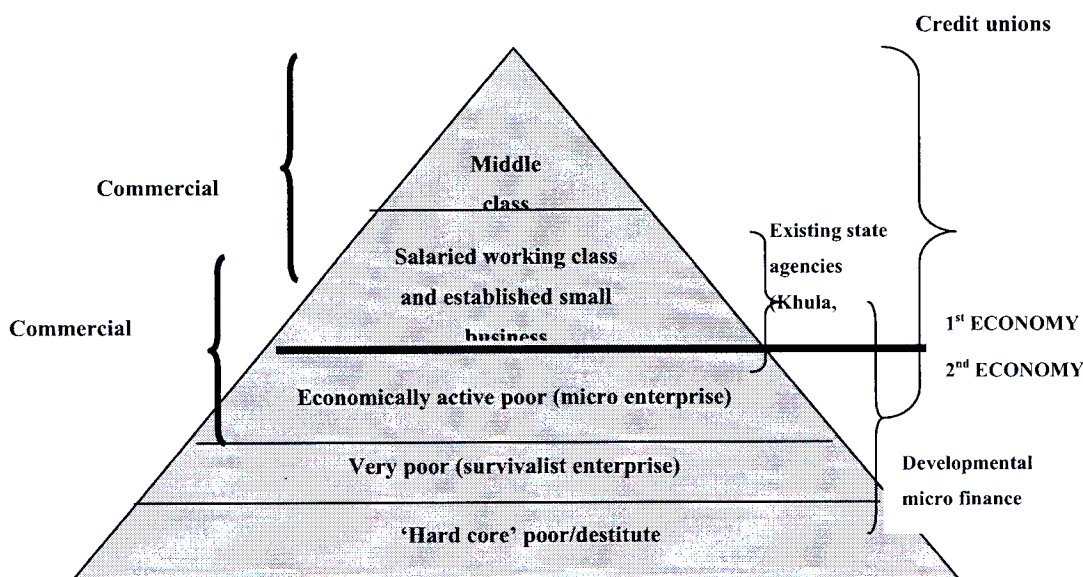 Credit unions
Middle
class
Commercial
Existing state
agencies
(Khula,
Salaried working class
and established small
business
Commercial
1st ECONOMY
2nd ECONOMY
Economically active poor (micro enterprise)
Very poor (survivalist enterprise)
Developmental
micro finance
‘Hard core’ poor/destitute